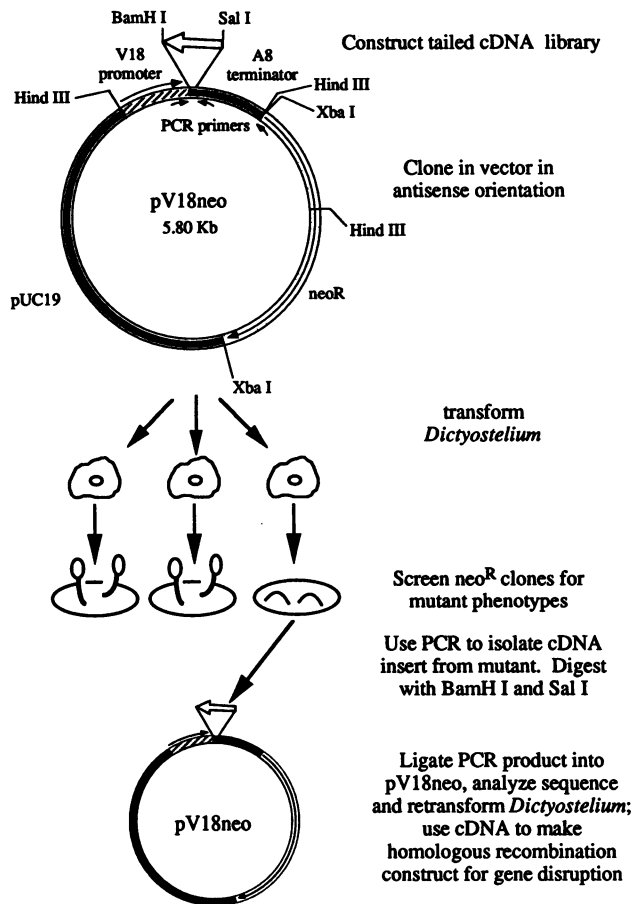 BamH I
Sal I
Construct tailed cDNA library
V18
promoter
A8
terminator
Hind III
Hind III
Xba I
PCR primers
Clone in vector in
antisense orientation
pV18neo
5.80 Kb
Hind III
pUC19
neoR
Xba I
transform
Dictyostelium
Screen neoR clones for
mutant phenotypes
Use PCR to isolate cDNA
insert from mutant. Digest
with BamH I and Sal I
Ligate PCR product into
pV18neo, analyze sequence
and retransform Dictyostelium;
use cDNA to make
homologous recombination
construct for gene disruption
pV18neo